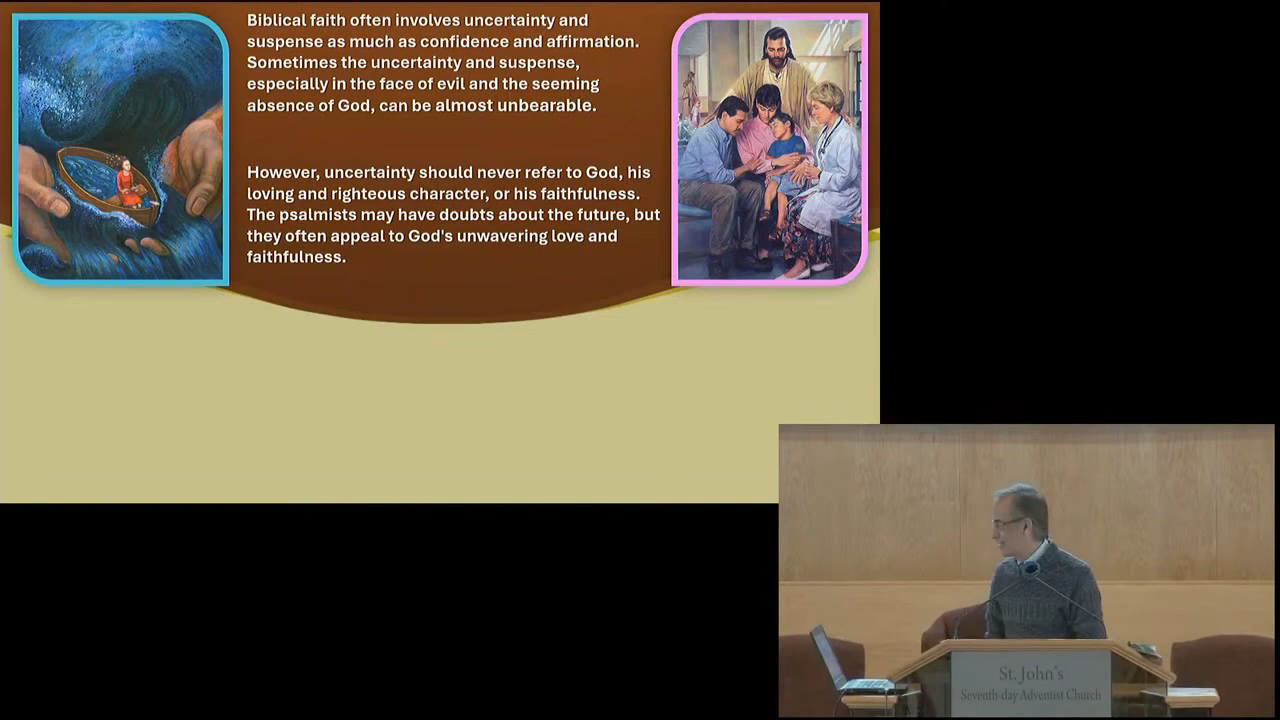 Biblical faith often involves uncertainty and
suspense as much as confidence and affirmation.
Sometimes the uncertainty and suspense,
especially in the face of evil and the seeming
absence of God, can be almost unbearable.
However, uncertainty should never refer to God, his
loving and righteous character, or his faithfulness.
The psalmists may have doubts about the future, but
they often appeal to God's unwavering love and
faithfulness.
St. John's
Seventh-day Adventist Church